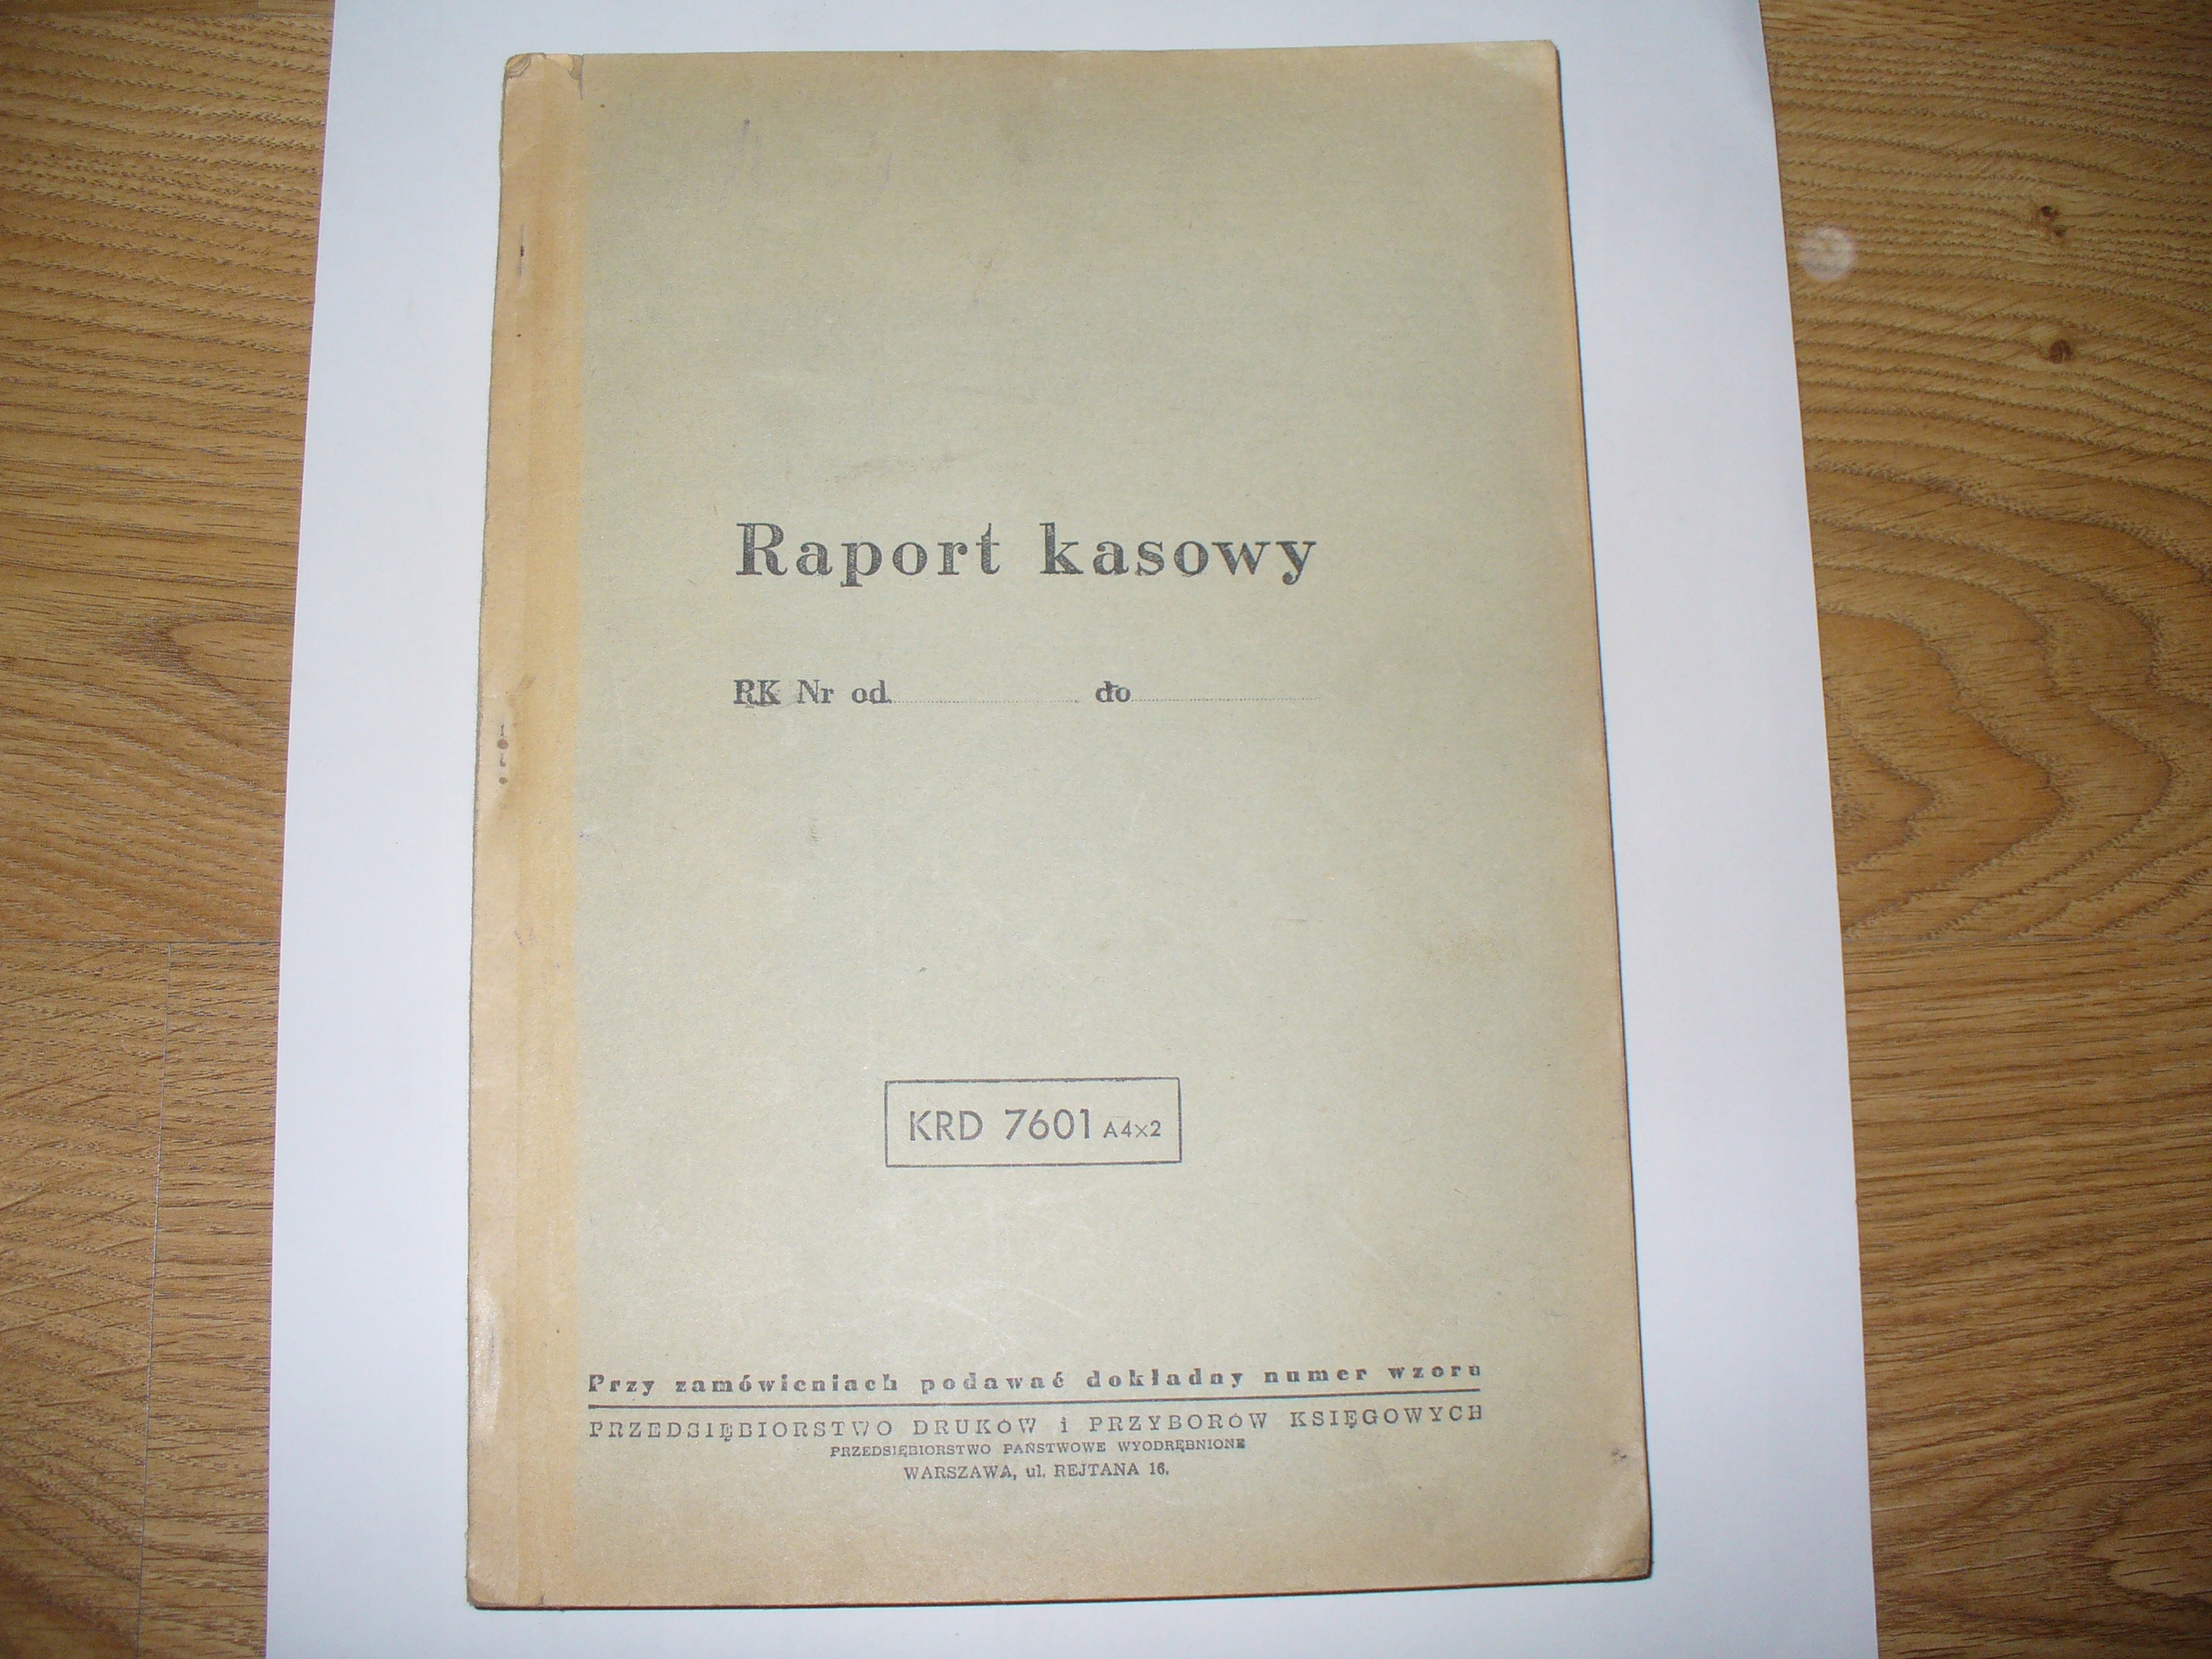 Raport kasowy
RK Nr od do
KRD 7601 A4×2
Przy zamówieniach podawać dokładny numer wzoru
PRZEDSIĘBIORSTWO DRUKÓW i PRZYBORÓW KSIĘGOWYCH
PRZEDSIĘBIORSTWO PAŃSTWOWE WYODRĘBNIONE
WARSZAWA, ul. REJTANA 16.